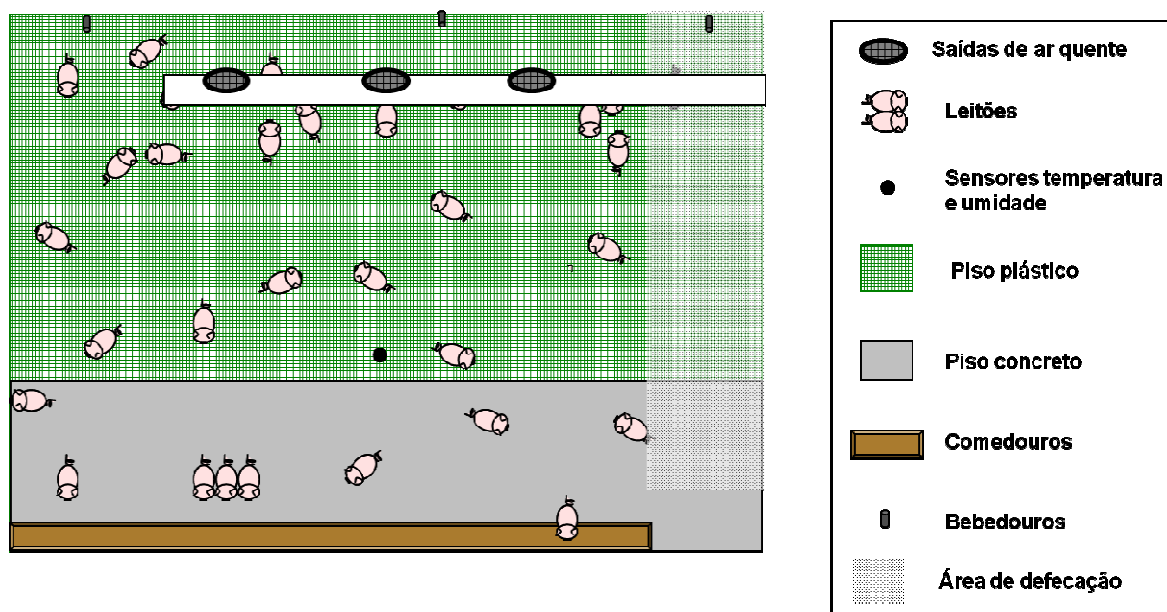 Saídas de ar quente
Leitões
Sensores temperatura
e umidade
Piso plástico
Piso concreto
Comedouros
Bebedouros
Área de defecação